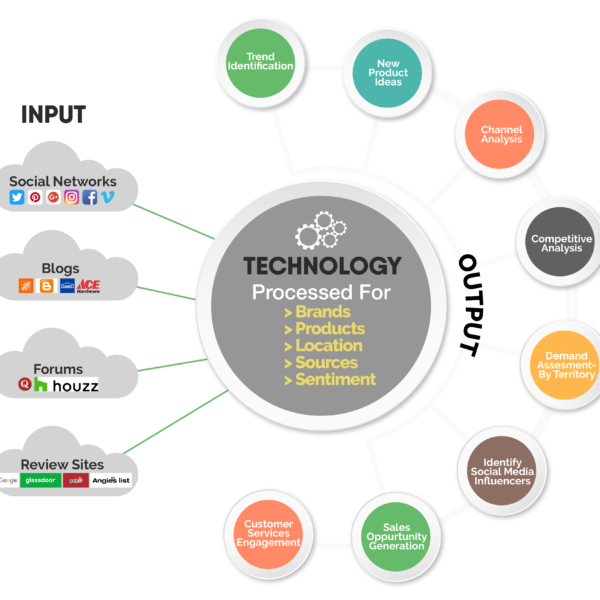 INPUT
Social Networks
Blogs
ACE
Hardware
Forums
houzz
Review Sites
Google
glassdoor
Angie's list
TECHNOLOGY
Processed For
> Brands
> Products
> Location
> Sources
> Sentiment
OUTPUT
Trend
Identification
New
Product
Ideas
Channel
Analysis
Competitive
Analysis
Demand
Assesment-
By Territory
Identify
Social Media
Influencers
Sales
Oppurtunity
Generation
Customer
Services
Engagement